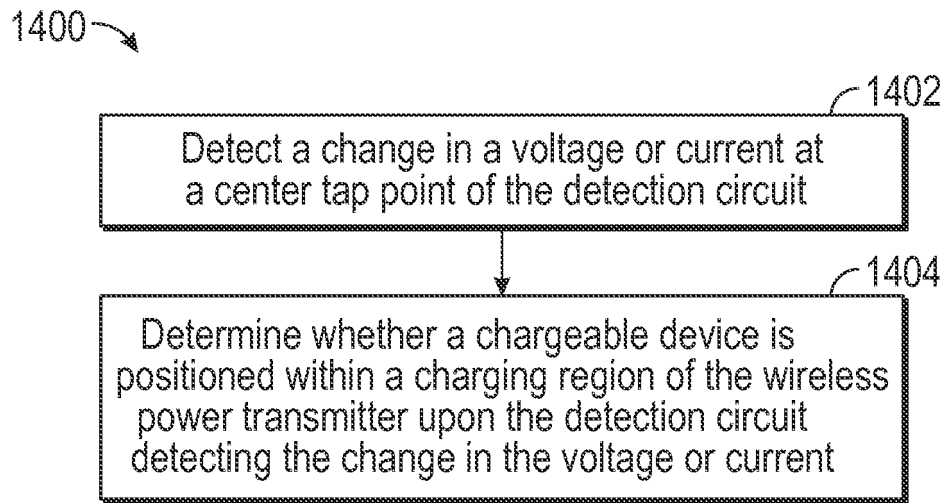 1400
1402
Detect a change in a voltage or current at
a center tap point of the detection circuit
1404
Determine whether a chargeable device is
positioned within a charging region of the wireless
power transmitter upon the detection circuit
detecting the change in the voltage or current